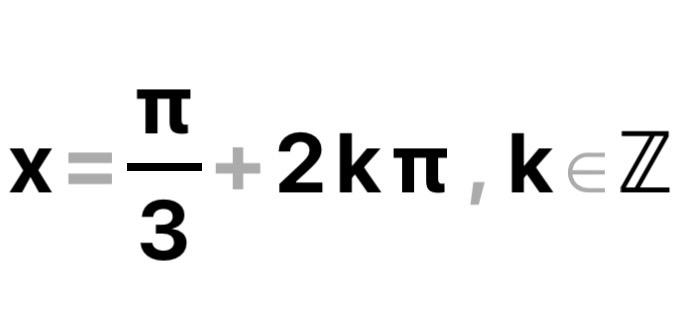 x = π/3 + 2kπ , k ∈ ℤ